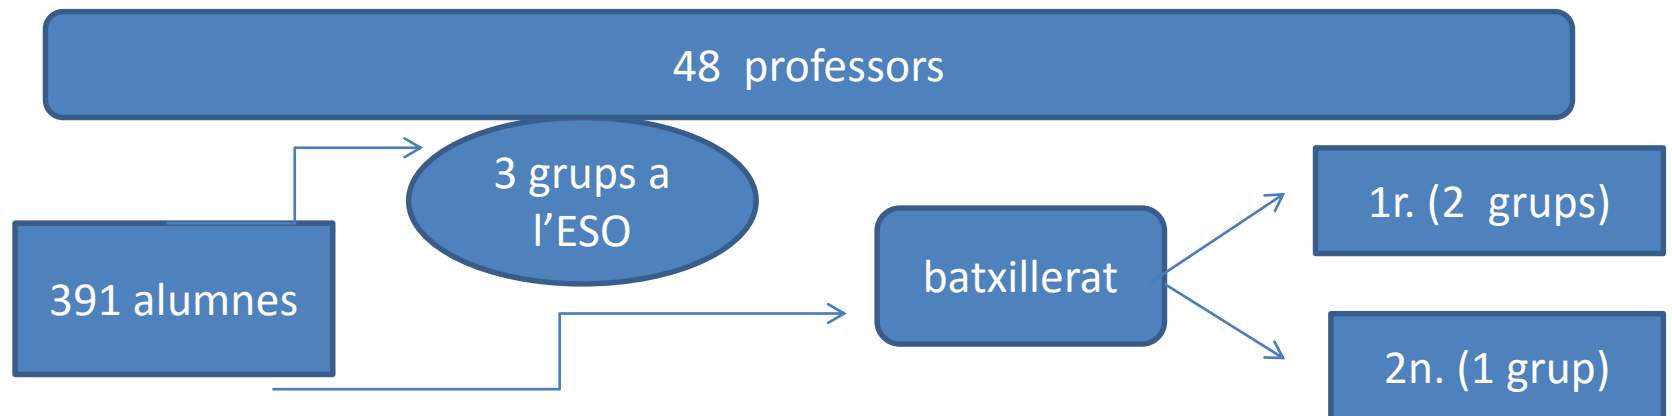 48 professors
3 grups a
l’ESO
391 alumnes
batxillerat
1r. (2 grups)
2n. (1 grup)